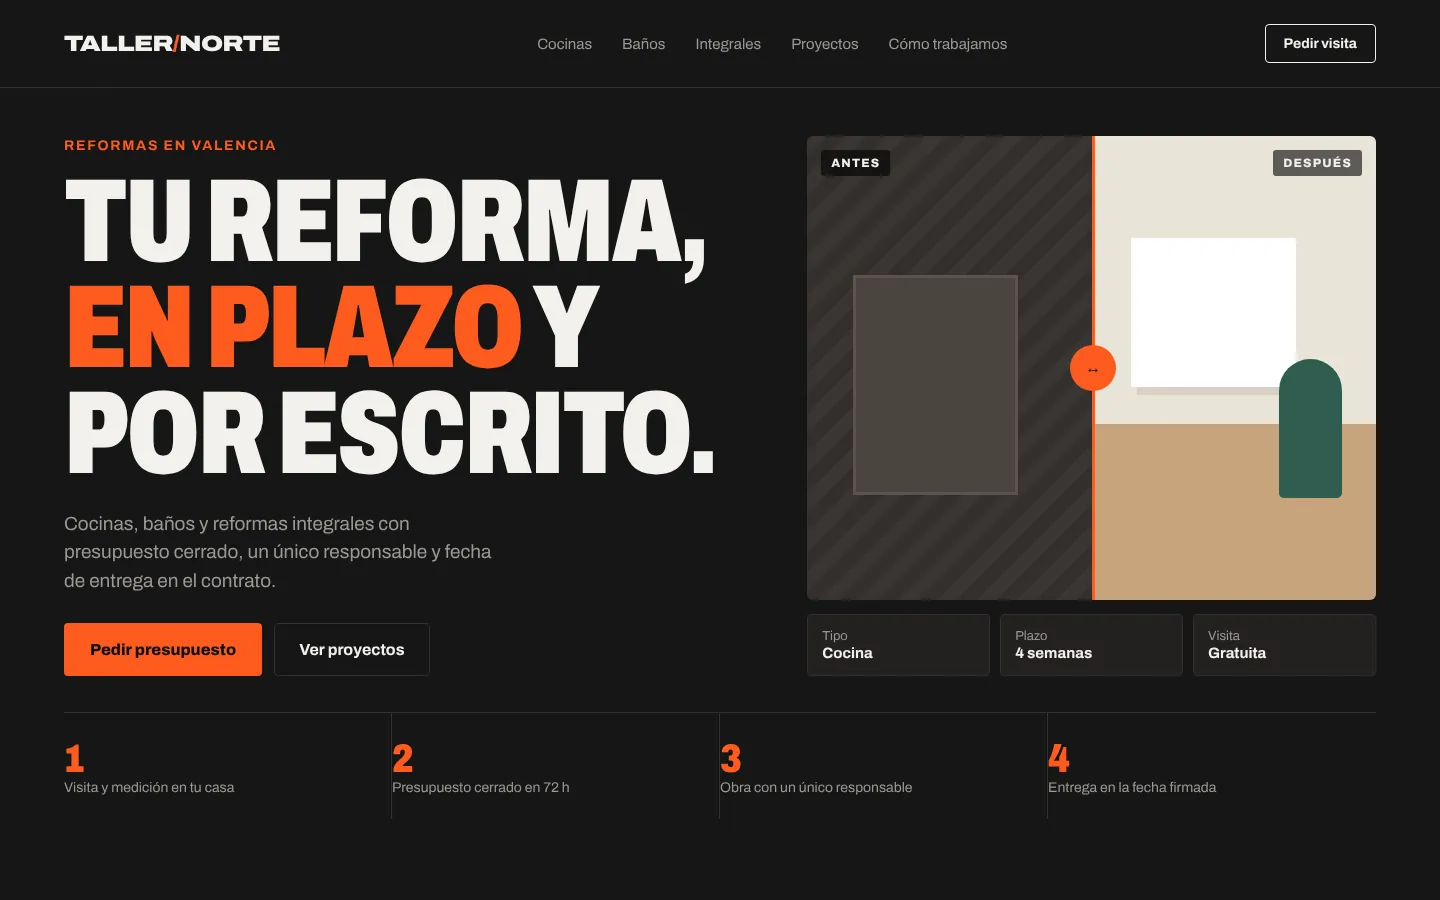 TALLER/NORTE
Cocinas
Baños
Integrales
Proyectos
Cómo trabajamos
Pedir visita
REFORMAS EN VALENCIA
TU REFORMA,
EN PLAZO Y
POR ESCRITO.
Cocinas, baños y reformas integrales con
presupuesto cerrado, un único responsable y fecha
de entrega en el contrato.
Pedir presupuesto
Ver proyectos
ANTES
DESPUÉS
↔
Tipo
Cocina
Plazo
4 semanas
Visita
Gratuita
1
Visita y medición en tu casa
2
Presupuesto cerrado en 72 h
3
Obra con un único responsable
4
Entrega en la fecha firmada